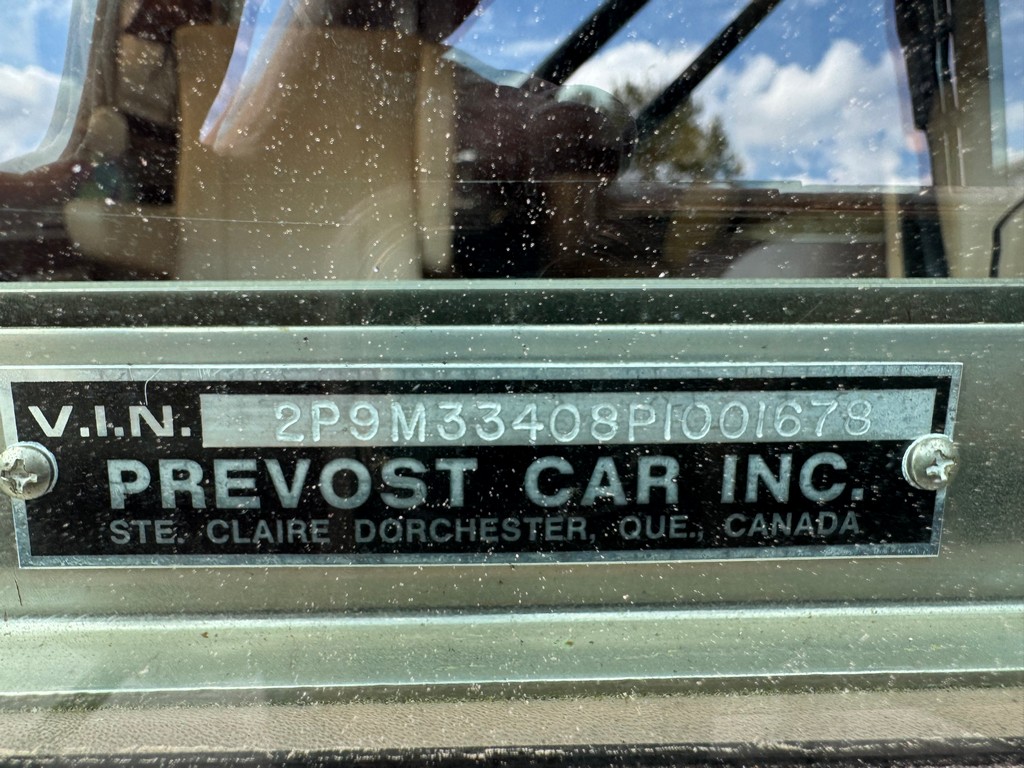 V.I.N. 2P9M33408P1001678
PREVOST CAR INC.
STE. CLAIRE DORCHESTER, QUE., CANADA